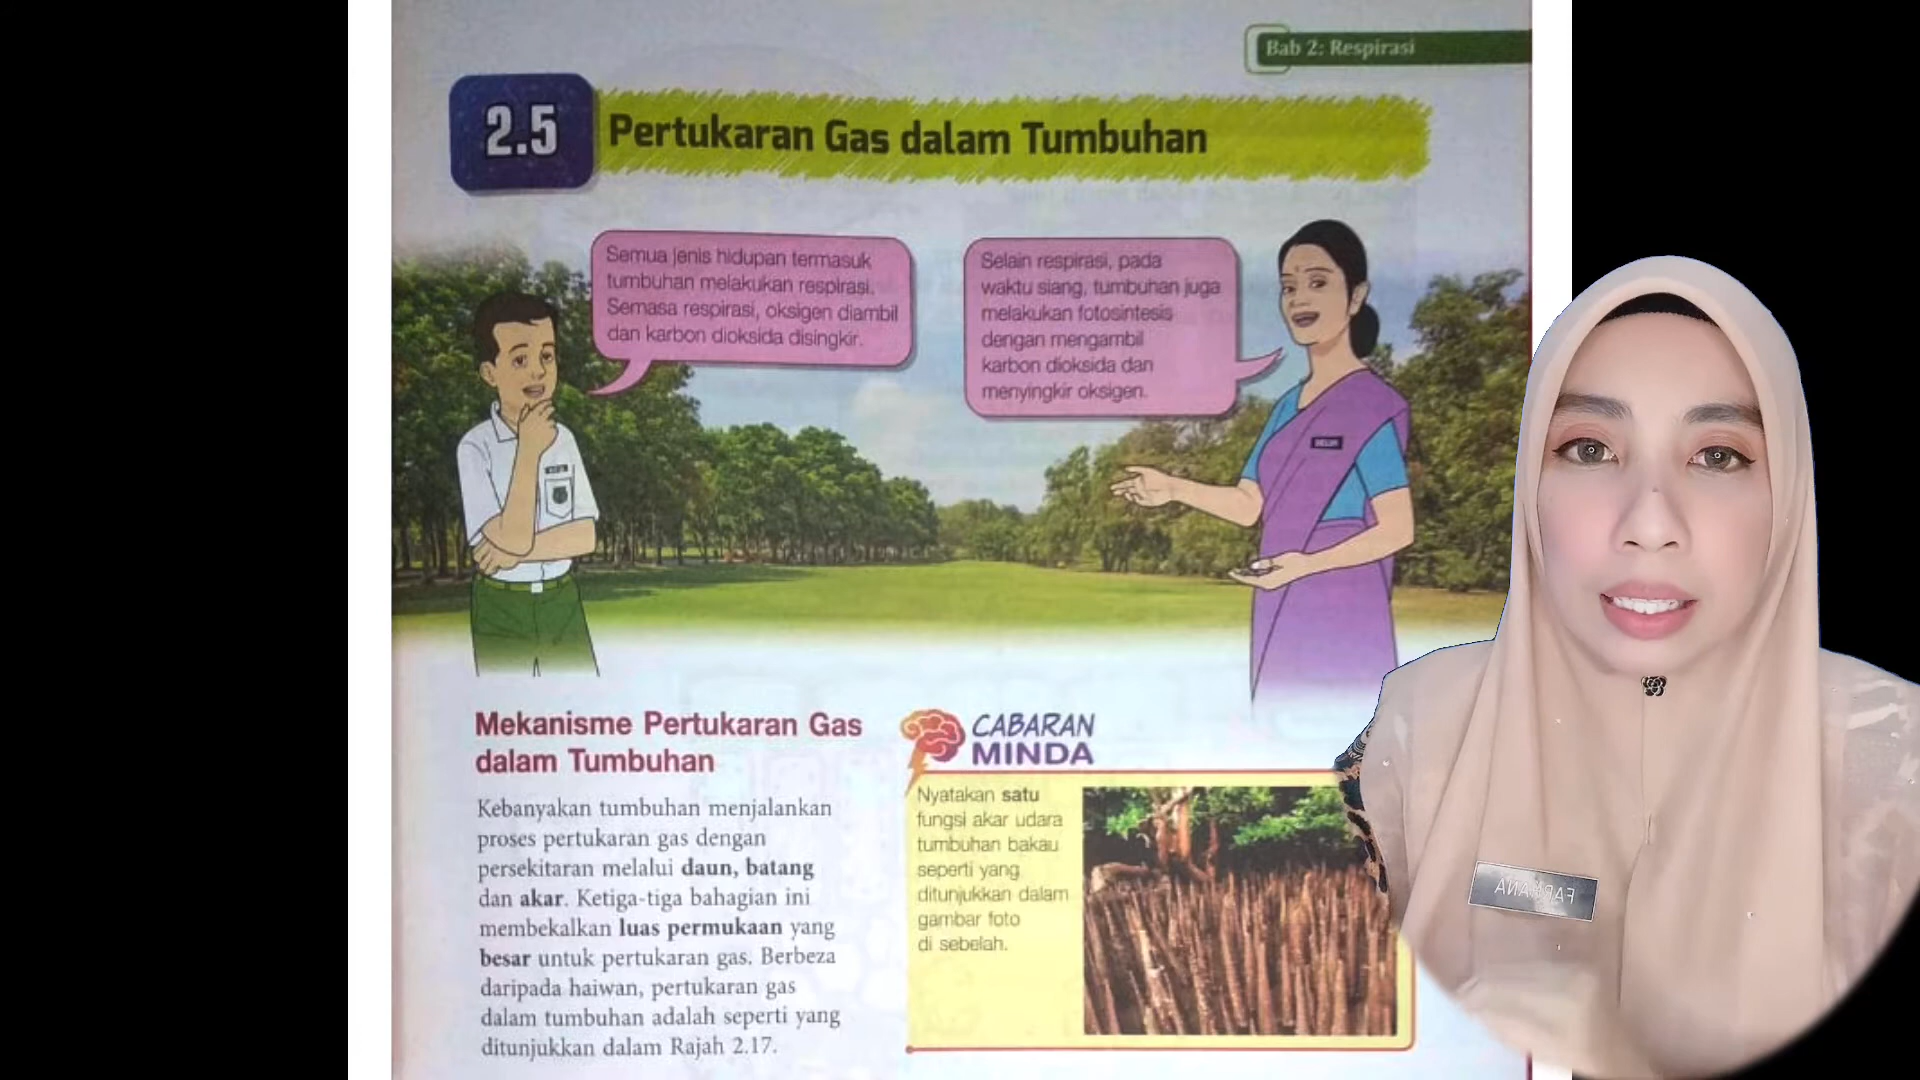 Bab 2: Respirasi
2.5
Pertukaran Gas dalam Tumbuhan
Semua jenis hidupan termasuk
tumbuhan melakukan respirasi.
Semasa respirasi, oksigen diambil
dan karbon dioksida disingkir.
Selain respirasi, pada
waktu siang, tumbuhan juga
melakukan fotosintesis
dengan mengambil
karbon dioksida dan
menyingkir oksigen.
Mekanisme Pertukaran Gas
dalam Tumbuhan
Kebanyakan tumbuhan menjalankan
proses pertukaran gas dengan
persekitaran melalui daun, batang
dan akar. Ketiga-tiga bahagian ini
membekalkan luas permukaan yang
besar untuk pertukaran gas. Berbeza
daripada haiwan, pertukaran gas
dalam tumbuhan adalah seperti yang
ditunjukkan dalam Rajah 2.17.
CABARAN
MINDA
Nyatakan satu
fungsi akar udara
tumbuhan bakau
seperti yang
ditunjukkan dalam
gambar foto
di sebelah.